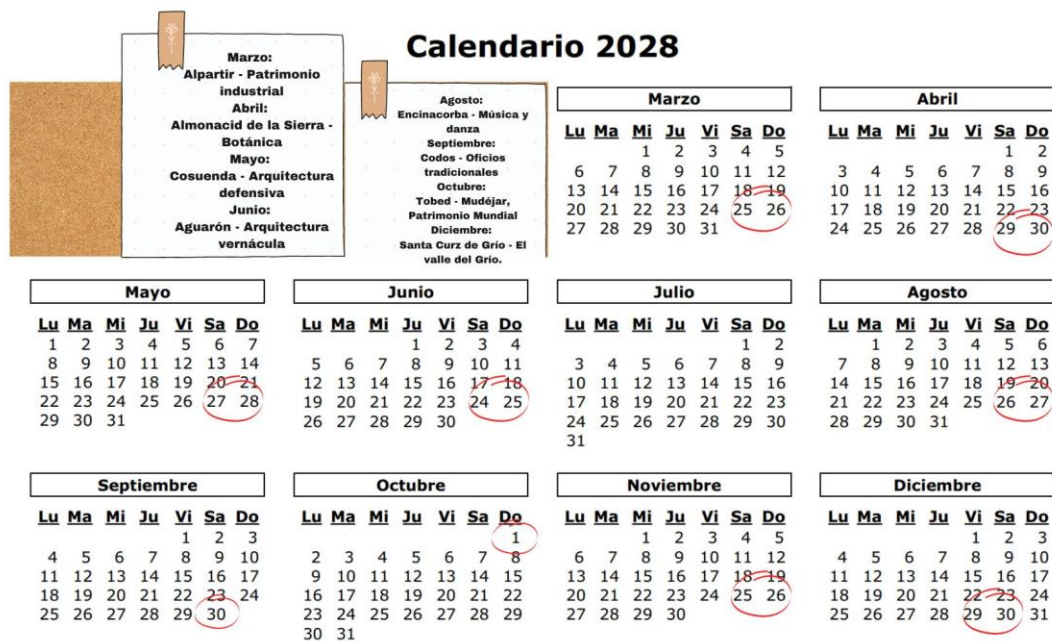 Calendario 2028
Marzo:
Alpartir - Patrimonio
industrial
Abril:
Almonacid de la Sierra -
Botánica
Mayo:
Cosuenda - Arquitectura
defensiva
Junio:
Aguarón - Arquitectura
vernácula
Agosto:
Encinacorba - Música y
danza
Septiembre:
Codos - Oficios
tradicionales
Octubre:
Tobed - Mudéjar,
Patrimonio Mundial
Diciembre:
Santa Curz de Grío - El
valle del Grío.
Marzo
Lu Ma Mi Ju Vi Sa Do
1 2 3 4 5
6 7 8 9 10 11 12
13 14 15 16 17 18 19
20 21 22 23 24 25 26
27 28 29 30 31
Abril
Lu Ma Mi Ju Vi Sa Do
1 2
3 4 5 6 7 8 9
10 11 12 13 14 15 16
17 18 19 20 21 22 23
24 25 26 27 28 29 30
Mayo
Lu Ma Mi Ju Vi Sa Do
1 2 3 4 5 6 7
8 9 10 11 12 13 14
15 16 17 18 19 20 21
22 23 24 25 26 27 28
29 30 31
Junio
Lu Ma Mi Ju Vi Sa Do
1 2 3 4
5 6 7 8 9 10 11
12 13 14 15 16 17 18
19 20 21 22 23 24 25
26 27 28 29 30
Julio
Lu Ma Mi Ju Vi Sa Do
1 2
3 4 5 6 7 8 9
10 11 12 13 14 15 16
17 18 19 20 21 22 23
24 25 26 27 28 29 30
31
Agosto
Lu Ma Mi Ju Vi Sa Do
1 2 3 4 5 6
7 8 9 10 11 12 13
14 15 16 17 18 19 20
21 22 23 24 25 26 27
28 29 30 31
Septiembre
Lu Ma Mi Ju Vi Sa Do
1 2 3
4 5 6 7 8 9 10
11 12 13 14 15 16 17
18 19 20 21 22 23 24
25 26 27 28 29 30
Octubre
Lu Ma Mi Ju Vi Sa Do
1
2 3 4 5 6 7 8
9 10 11 12 13 14 15
16 17 18 19 20 21 22
23 24 25 26 27 28 29
30 31
Noviembre
Lu Ma Mi Ju Vi Sa Do
1 2 3 4 5
6 7 8 9 10 11 12
13 14 15 16 17 18 19
20 21 22 23 24 25 26
27 28 29 30
Diciembre
Lu Ma Mi Ju Vi Sa Do
1 2 3
4 5 6 7 8 9 10
11 12 13 14 15 16 17
18 19 20 21 22 23 24
25 26 27 28 29 30 31